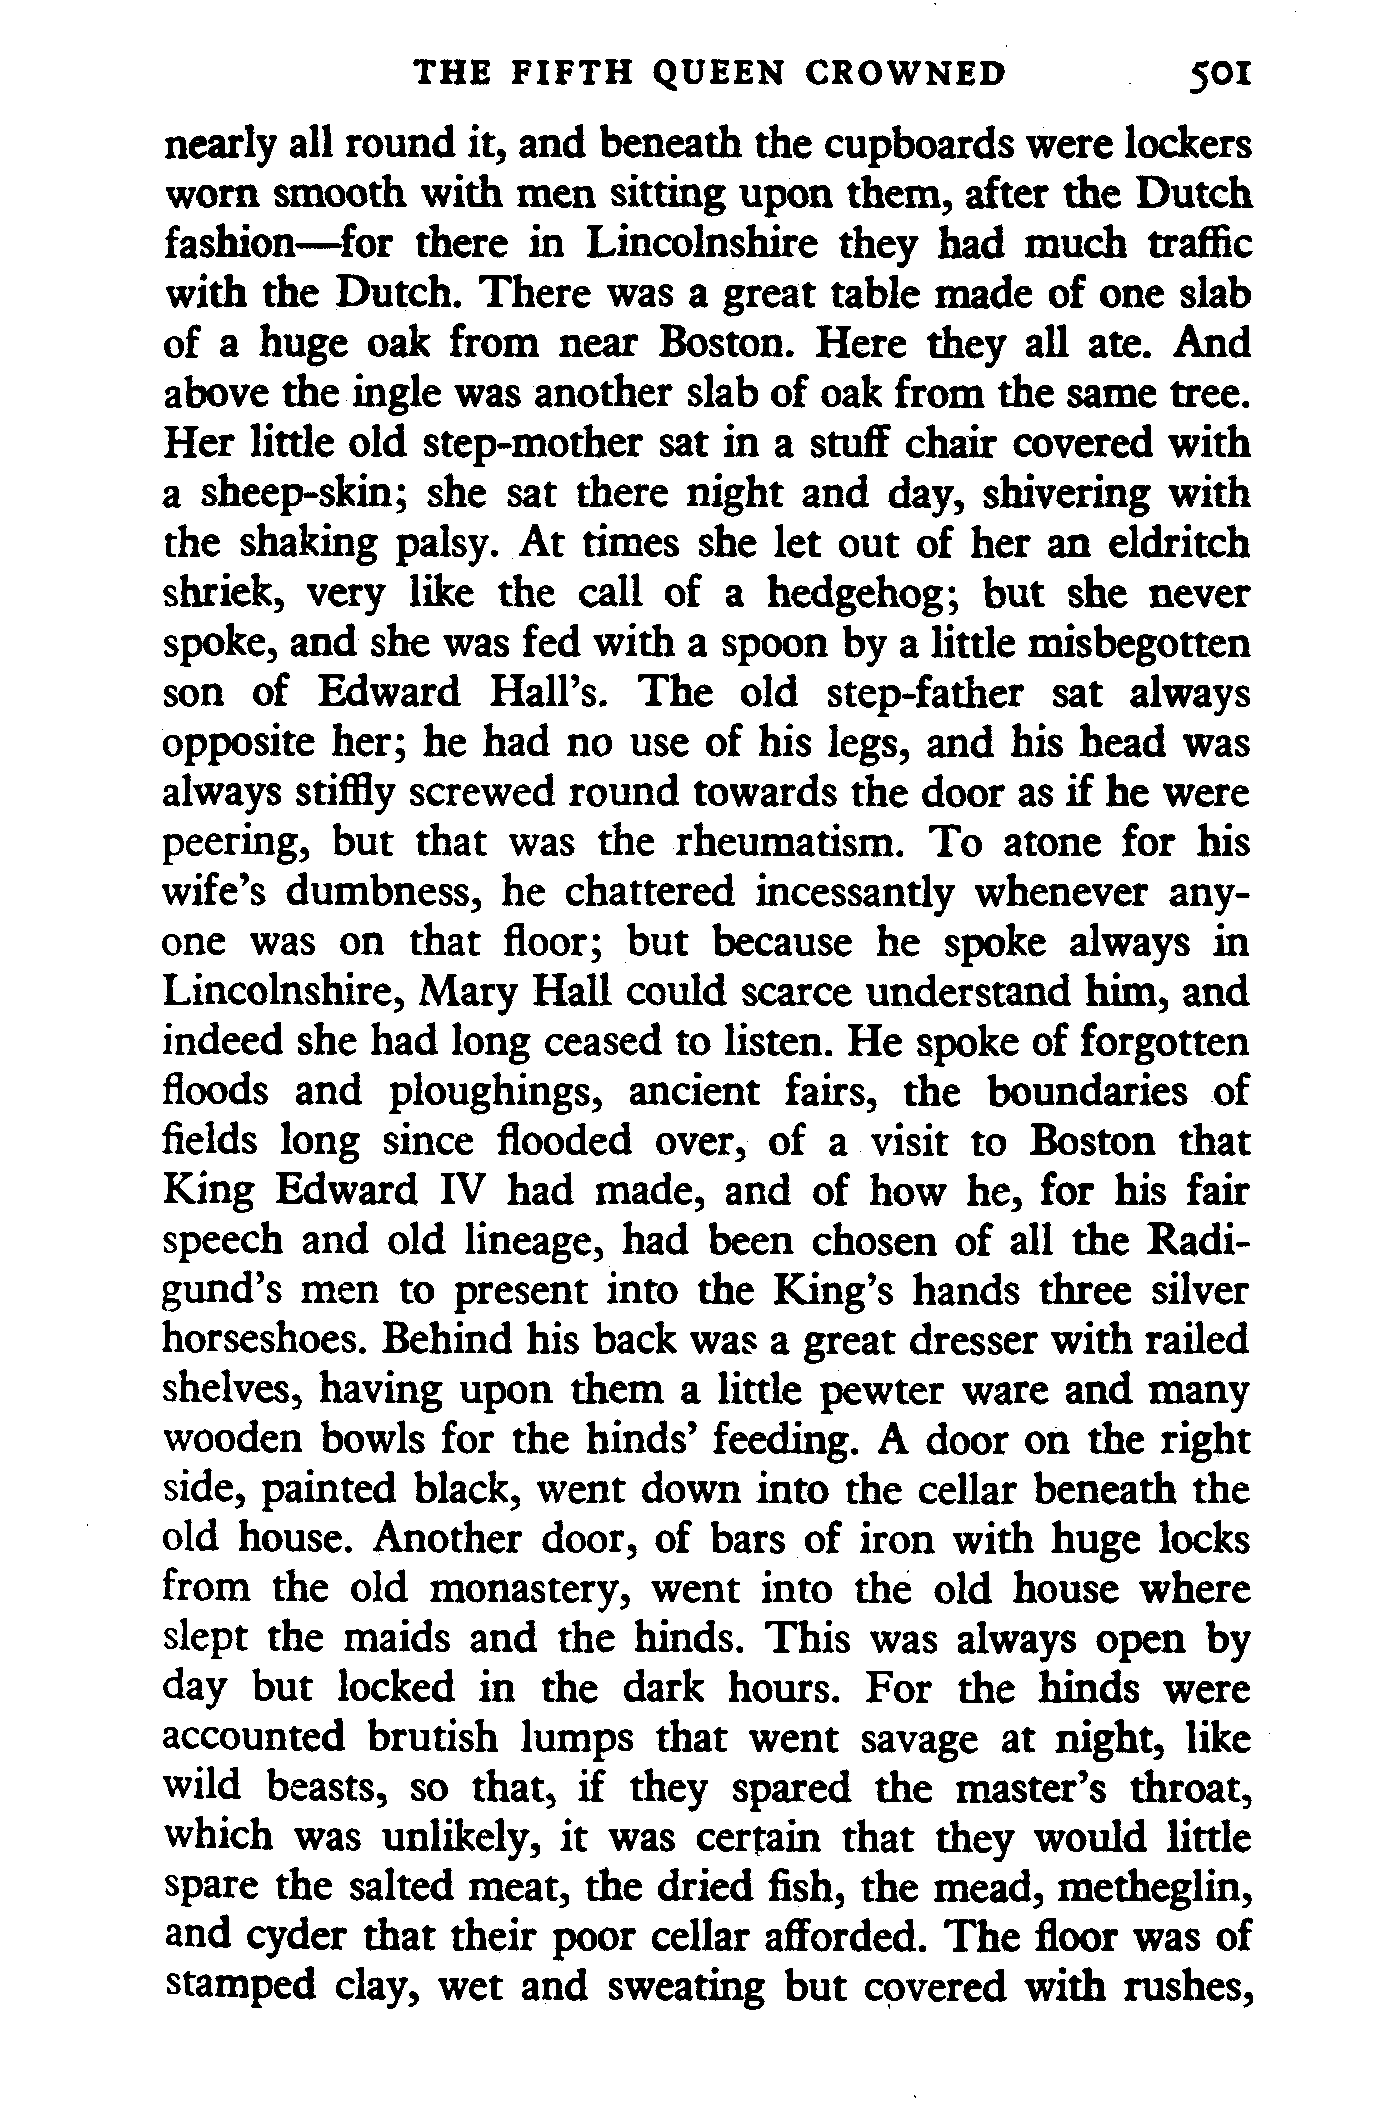 THE FIFTH QUEEN CROWNED 501
nearly all round it, and beneath the cupboards were lockers
worn smooth with men sitting upon them, after the Dutch
fashion—for there in Lincolnshire they had much traffic
with the Dutch. There was a great table made of one slab
of a huge oak from near Boston. Here they all ate. And
above the ingle was another slab of oak from the same tree.
Her little old step-mother sat in a stuff chair covered with
a sheep-skin; she sat there night and day, shivering with
the shaking palsy. At times she let out of her an eldritch
shriek, very like the call of a hedgehog; but she never
spoke, and she was fed with a spoon by a little misbegotten
son of Edward Hall's. The old step-father sat always
opposite her; he had no use of his legs, and his head was
always stiffly screwed round towards the door as if he were
peering, but that was the rheumatism. To atone for his
wife's dumbness, he chattered incessantly whenever any-
one was on that floor; but because he spoke always in
Lincolnshire, Mary Hall could scarce understand him, and
indeed she had long ceased to listen. He spoke of forgotten
floods and ploughings, ancient fairs, the boundaries of
fields long since flooded over, of a visit to Boston that
King Edward IV had made, and of how he, for his fair
speech and old lineage, had been chosen of all the Radi-
gund's men to present into the King's hands three silver
horseshoes. Behind his back was a great dresser with railed
shelves, having upon them a little pewter ware and many
wooden bowls for the hinds' feeding. A door on the right
side, painted black, went down into the cellar beneath the
old house. Another door, of bars of iron with huge locks
from the old monastery, went into the old house where
slept the maids and the hinds. This was always open by
day but locked in the dark hours. For the hinds were
accounted brutish lumps that went savage at night, like
wild beasts, so that, if they spared the master's throat,
which was unlikely, it was certain that they would little
spare the salted meat, the dried fish, the mead, metheglin,
and cyder that their poor cellar afforded. The floor was of
stamped clay, wet and sweating but covered with rushes,